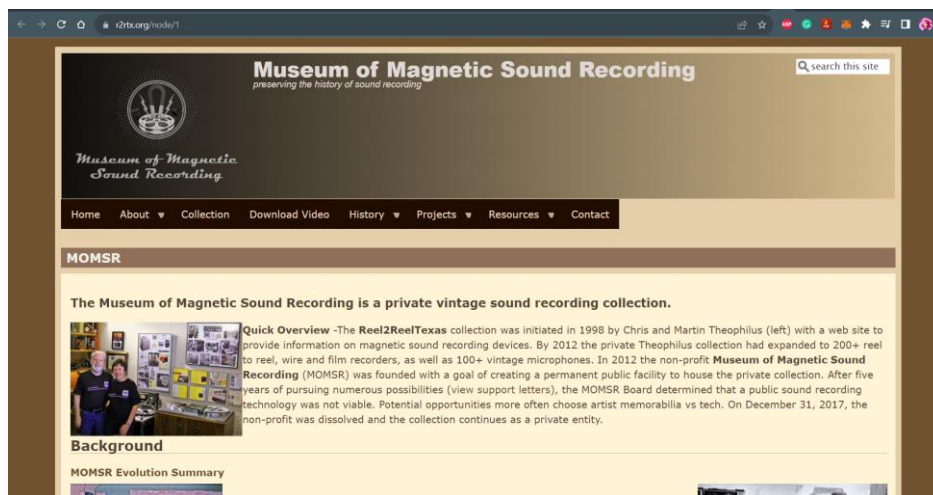 r2rtx.org/node/1
ABP
Museum of Magnetic Sound Recording
preserving the history of sound recording
search this site
Museum of Magnetic
Sound Recording
Home About Collection Download Video History Projects Resources Contact
MOMSR
The Museum of Magnetic Sound Recording is a private vintage sound recording collection.
Quick Overview -The Reel2ReelTexas collection was initiated in 1998 by Chris and Martin Theophilus (left) with a web site to
provide information on magnetic sound recording devices. By 2012 the private Theophilus collection had expanded to 200+ reel
to reel, wire and film recorders, as well as 100+ vintage microphones. In 2012 the non-profit Museum of Magnetic Sound
Recording (MOMSR) was founded with a goal of creating a permanent public facility to house the private collection. After five
years of pursuing numerous possibilities (view support letters), the MOMSR Board determined that a public sound recording
technology was not viable. Potential opportunities more often choose artist memorabilia vs tech. On December 31, 2017, the
non-profit was dissolved and the collection continues as a private entity.
Background
MOMSR Evolution Summary